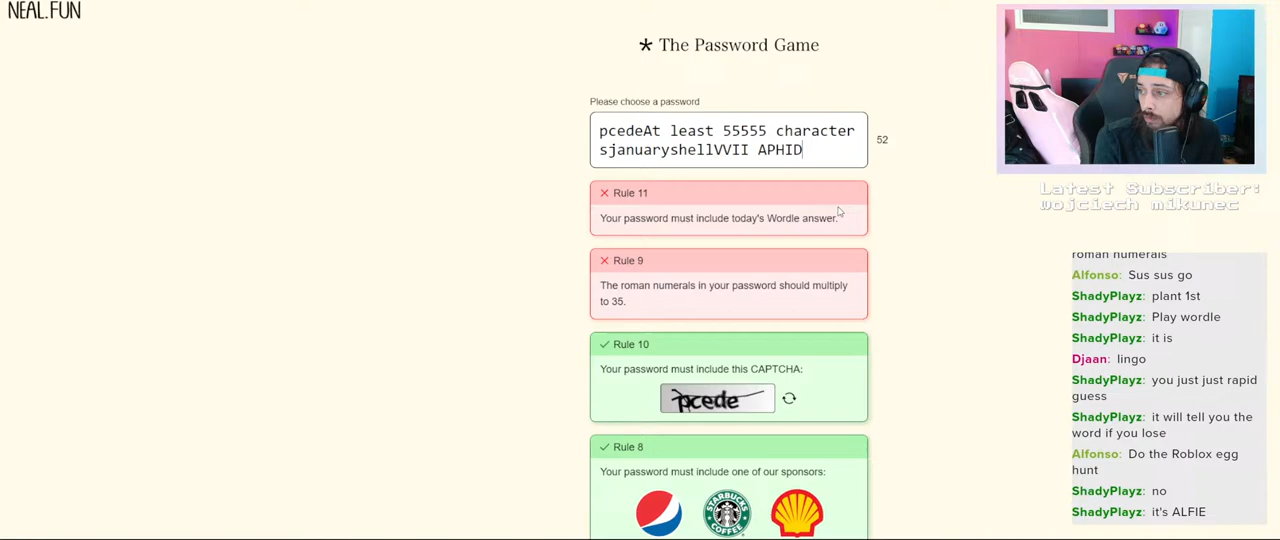 NEAL.FUN
* The Password Game
Please choose a password
pcedeAt least 55555 character
sjanuaryshellVVII APHID
52
× Rule 11
Your password must include today's Wordle answer.
× Rule 9
The roman numerals in your password should multiply
to 35.
✓ Rule 10
Your password must include this CAPTCHA:
pcede
✓ Rule 8
Your password must include one of our sponsors:
STARBUCKS
COFFEE
Latest Subscriber:
wojciech mikunec
roman numerals
Alfonso: Sus sus go
ShadyPlayz: plant 1st
ShadyPlayz: Play wordle
ShadyPlayz: it is
Djaan: lingo
ShadyPlayz: you just just rapid
guess
ShadyPlayz: it will tell you the
word if you lose
Alfonso: Do the Roblox egg
hunt
ShadyPlayz: no
ShadyPlayz: it's ALFIE